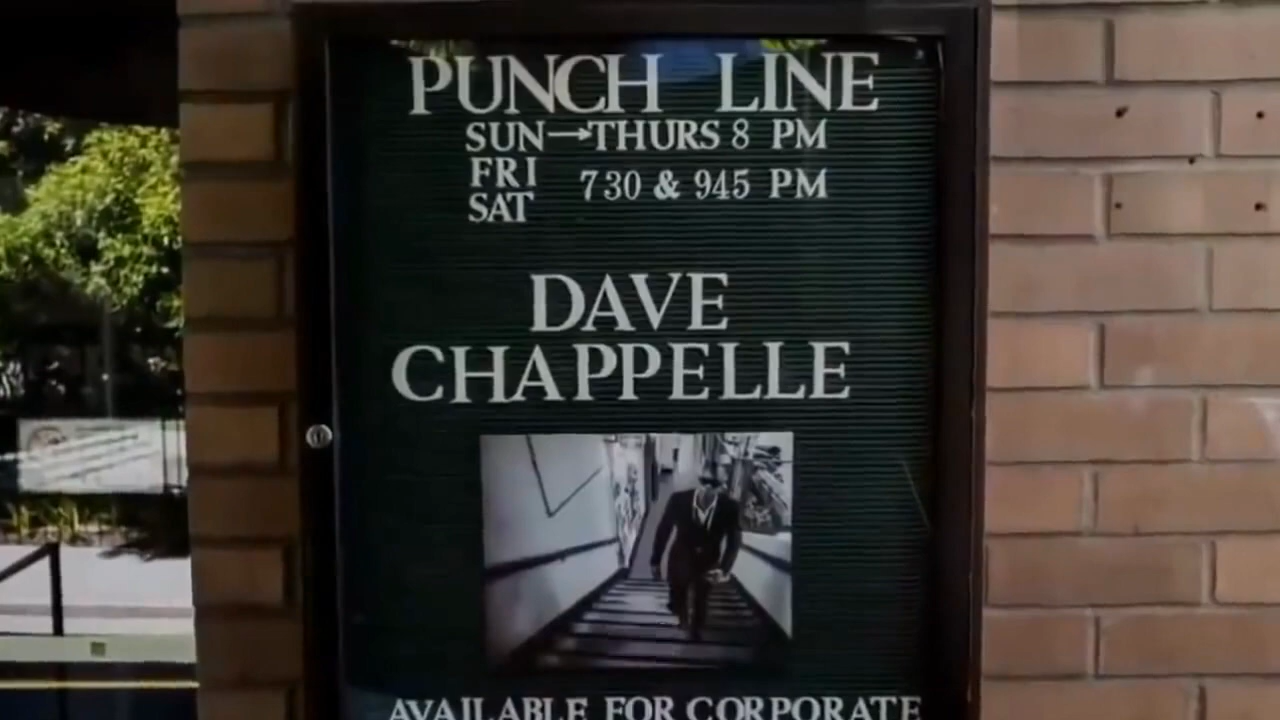 PUNCH LINE
SUN→THURS 8 PM
FRI
730 & 945 PM
SAT
DAVE
CHAPPELLE
AVAILABLE FOR CORPORATE